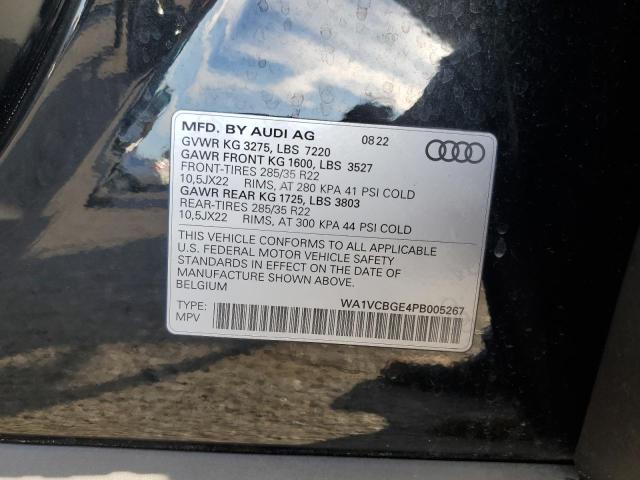 MFD. BY AUDI AG 08 22
GVWR KG 3275, LBS 7220
GAWR FRONT KG 1600, LBS 3527
FRONT-TIRES 285/35 R22
10,5JX22 RIMS, AT 280 KPA 41 PSI COLD
GAWR REAR KG 1725, LBS 3803
REAR-TIRES 285/35 R22
10,5JX22 RIMS, AT 300 KPA 44 PSI COLD
THIS VEHICLE CONFORMS TO ALL APPLICABLE
U.S. FEDERAL MOTOR VEHICLE SAFETY
STANDARDS IN EFFECT ON THE DATE OF
MANUFACTURE SHOWN ABOVE.
BELGIUM
WA1VCBGE4PB005267
TYPE:
MPV